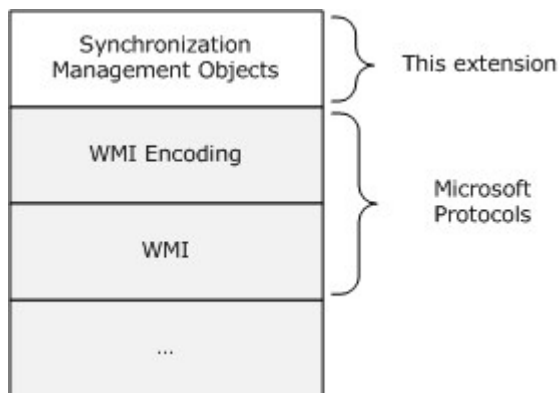 Synchronization
Management Objects
This extension
WMI Encoding
Microsoft
Protocols
WMI
...